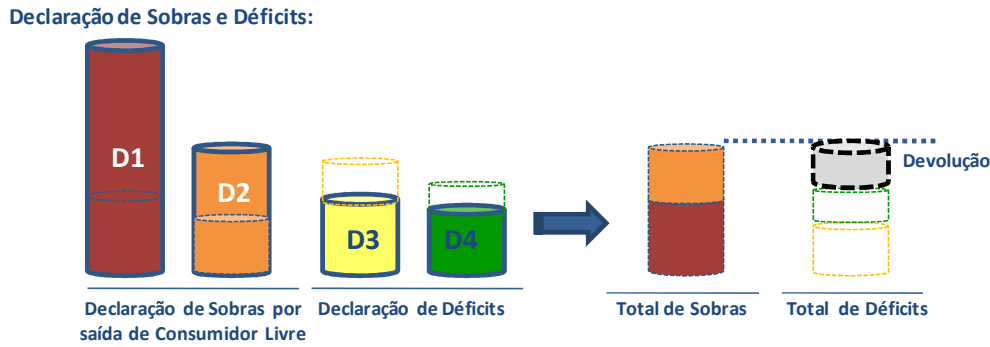 Declaração de Sobras e Déficits:
D1
D2
D3
D4
Devolução
Declaração de Sobras por
saída de Consumidor Livre
Declaração de Déficits
Total de Sobras
Total de Déficits